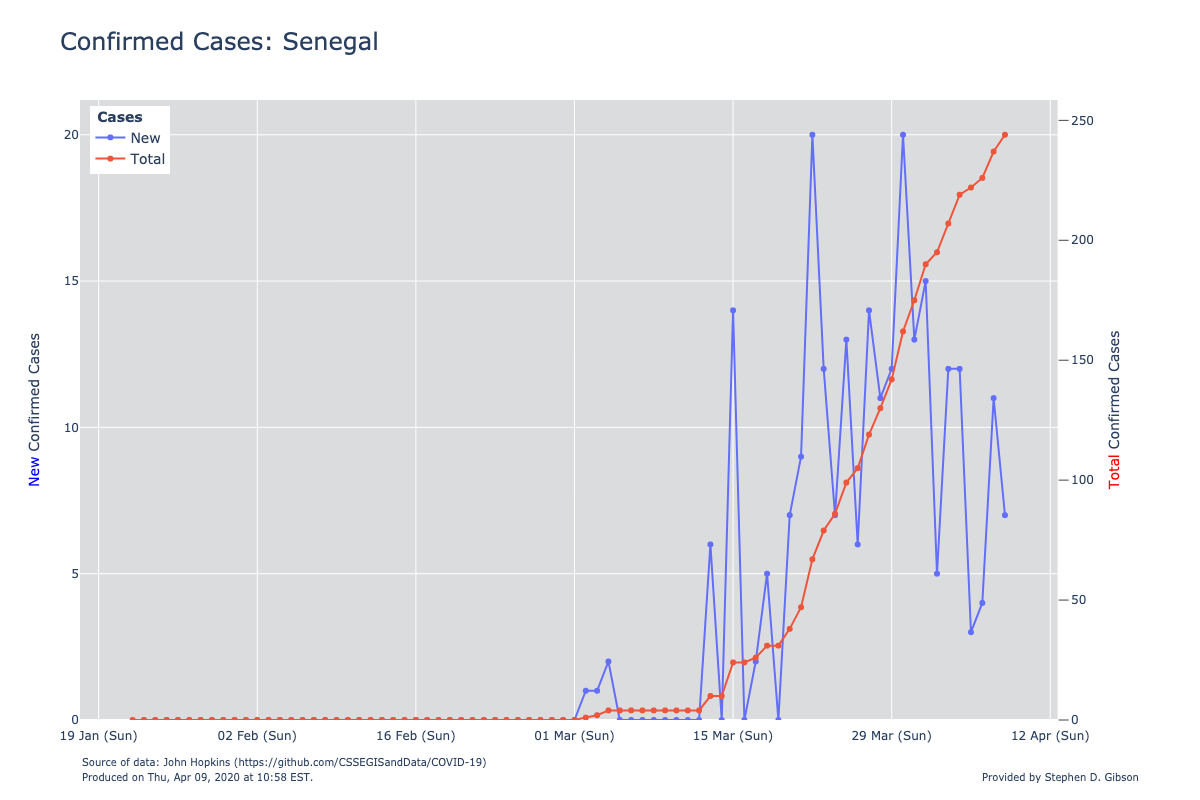 Confirmed Cases: Senegal
Cases
New
Total
20
15
10
5
0
250
200
150
100
50
0
New Confirmed Cases
Total Confirmed Cases
19 Jan (Sun)
02 Feb (Sun)
16 Feb (Sun)
01 Mar (Sun)
15 Mar (Sun)
29 Mar (Sun)
12 Apr (Sun)
Source of data: John Hopkins (https://github.com/CSSEGISandData/COVID-19)
Produced on Thu, Apr 09, 2020 at 10:58 EST.
Provided by Stephen D. Gibson